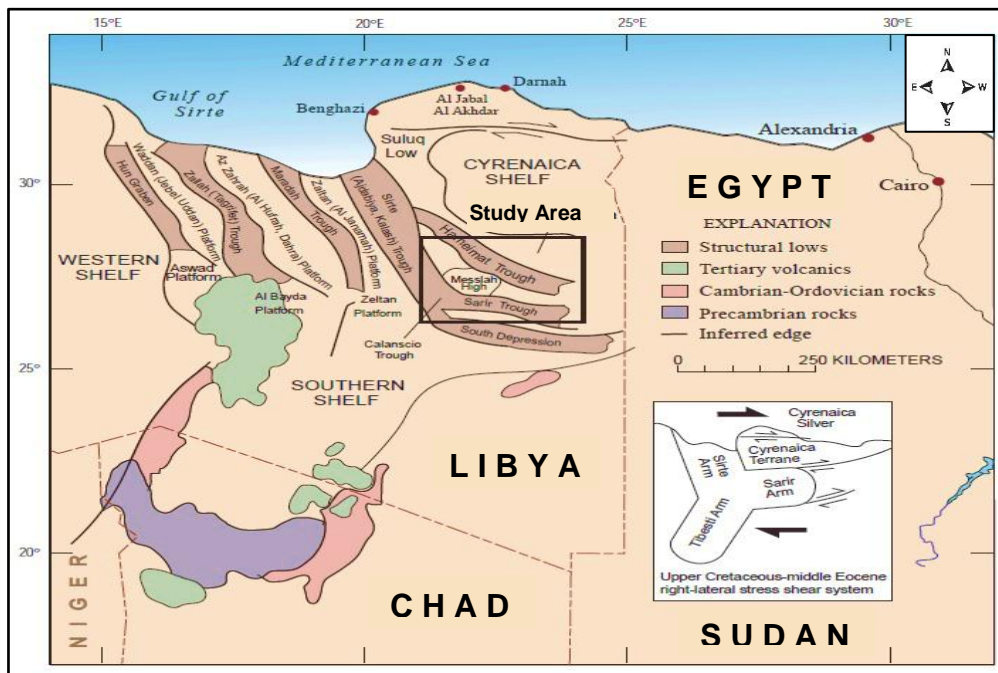 15°E
20°E
25°E
30°E
N
E
W
S
Mediterranean Sea
Gulf of
Sirte
Benghazi
Al Jabal
Al Akhdar
Darnah
Alexandria
Cairo
Suluq
Low
CYRENAICA
SHELF
30°
EGYPT
Study Area
Hun Graben
Waddan (Jebel Uddan) Platform
Zallah (Tagrifet) Trough
Az Zahrah (Al Hufrah, Dahra) Platform
Maradah Trough
Zaltan (Al Janamah) Platform
Sirte
(Ajdabiya, Kalash) Trough
Hameimat Trough
Messlah
High
Sarir Trough
South Depression
WESTERN
SHELF
Aswad
Platform
Al Bayda
Platform
Zeltan
Platform
Calanscio
Trough
SOUTHERN
SHELF
25°
20°
LIBYA
CHAD
NIGER
SUDAN
EXPLANATION
Structural lows
Tertiary volcanics
Cambrian-Ordovician rocks
Precambrian rocks
Inferred edge
0 250 KILOMETERS
Cyrenaica
Silver
Cyrenaica
Terrane
Sirte
Arm
Sarir
Arm
Tibesti Arm
Upper Cretaceous-middle Eocene
right-lateral stress shear system